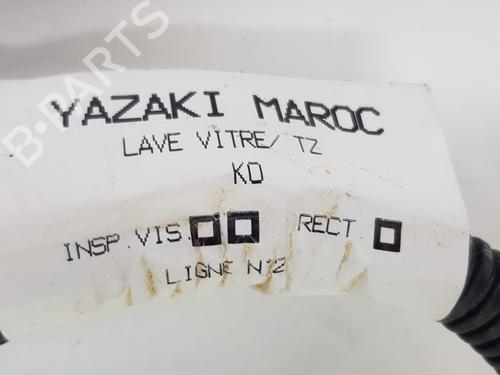 B-PARTS
YAZAKI MAROC
LAVE VITRE/ TZ
KD
INSP.VIS. RECT.
LIGNE N°2